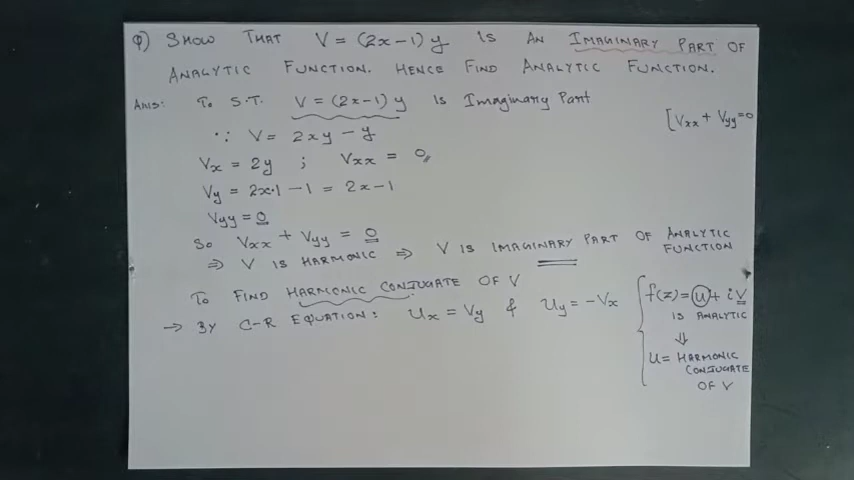 Q) SHOW THAT V = (2x-1) y IS AN IMAGINARY PART OF
ANALYTIC FUNCTION. HENCE FIND ANALYTIC FUNCTION.
Ans: TO S.T. V = (2x-1) y IS Imaginary Part
[Vxx + Vyy = 0
∵ V = 2xy - y
Vx = 2y ; Vxx = 0
Vy = 2x·1 - 1 = 2x-1
Vyy = 0
So Vxx + Vyy = 0
⇒ V IS HARMONIC ⇒ V IS IMAGINARY PART OF ANALYTIC FUNCTION
TO FIND HARMONIC CONJUGATE OF V
→ BY C-R EQUATION: Ux = Vy & Uy = -Vx
f(z) = U + iV
IS ANALYTIC
⇓
U = HARMONIC
CONJUGATE
OF V